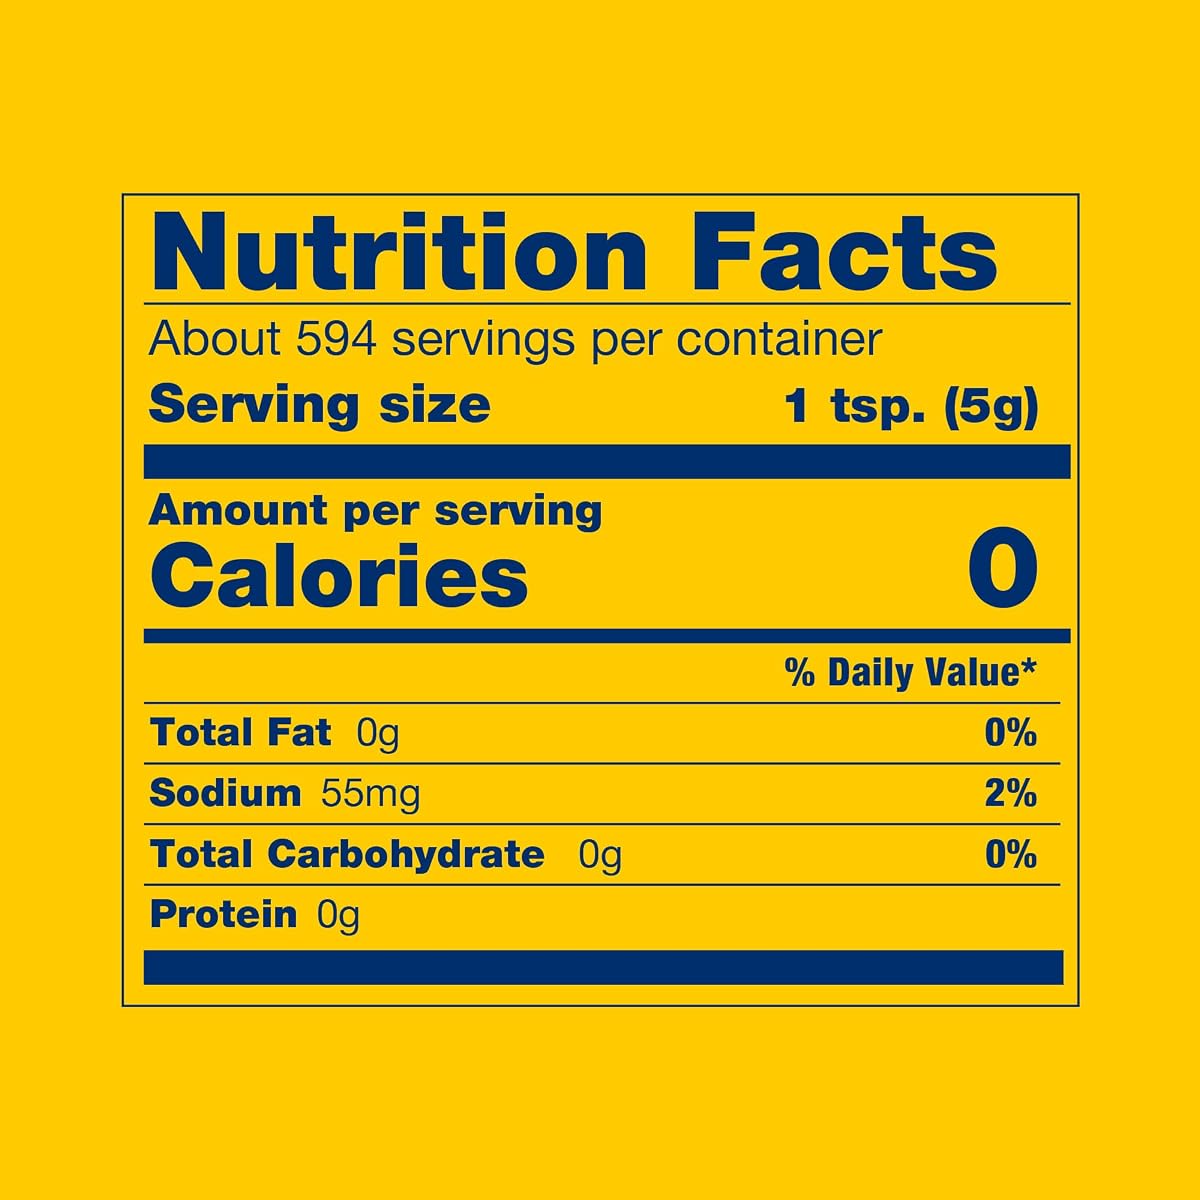 Nutrition Facts
About 594 servings per container
Serving size 1 tsp. (5g)
Amount per serving
Calories 0
% Daily Value*
Total Fat 0g 0%
Sodium 55mg 2%
Total Carbohydrate 0g 0%
Protein 0g